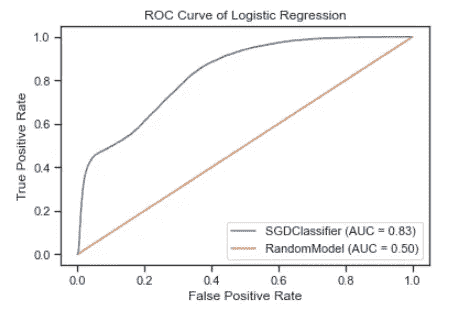 ROC Curve of Logistic Regression
True Positive Rate
1.0
0.8
0.6
0.4
0.2
0.0
SGDClassifier (AUC = 0.83)
RandomModel (AUC = 0.50)
0.0 0.2 0.4 0.6 0.8 1.0
False Positive Rate